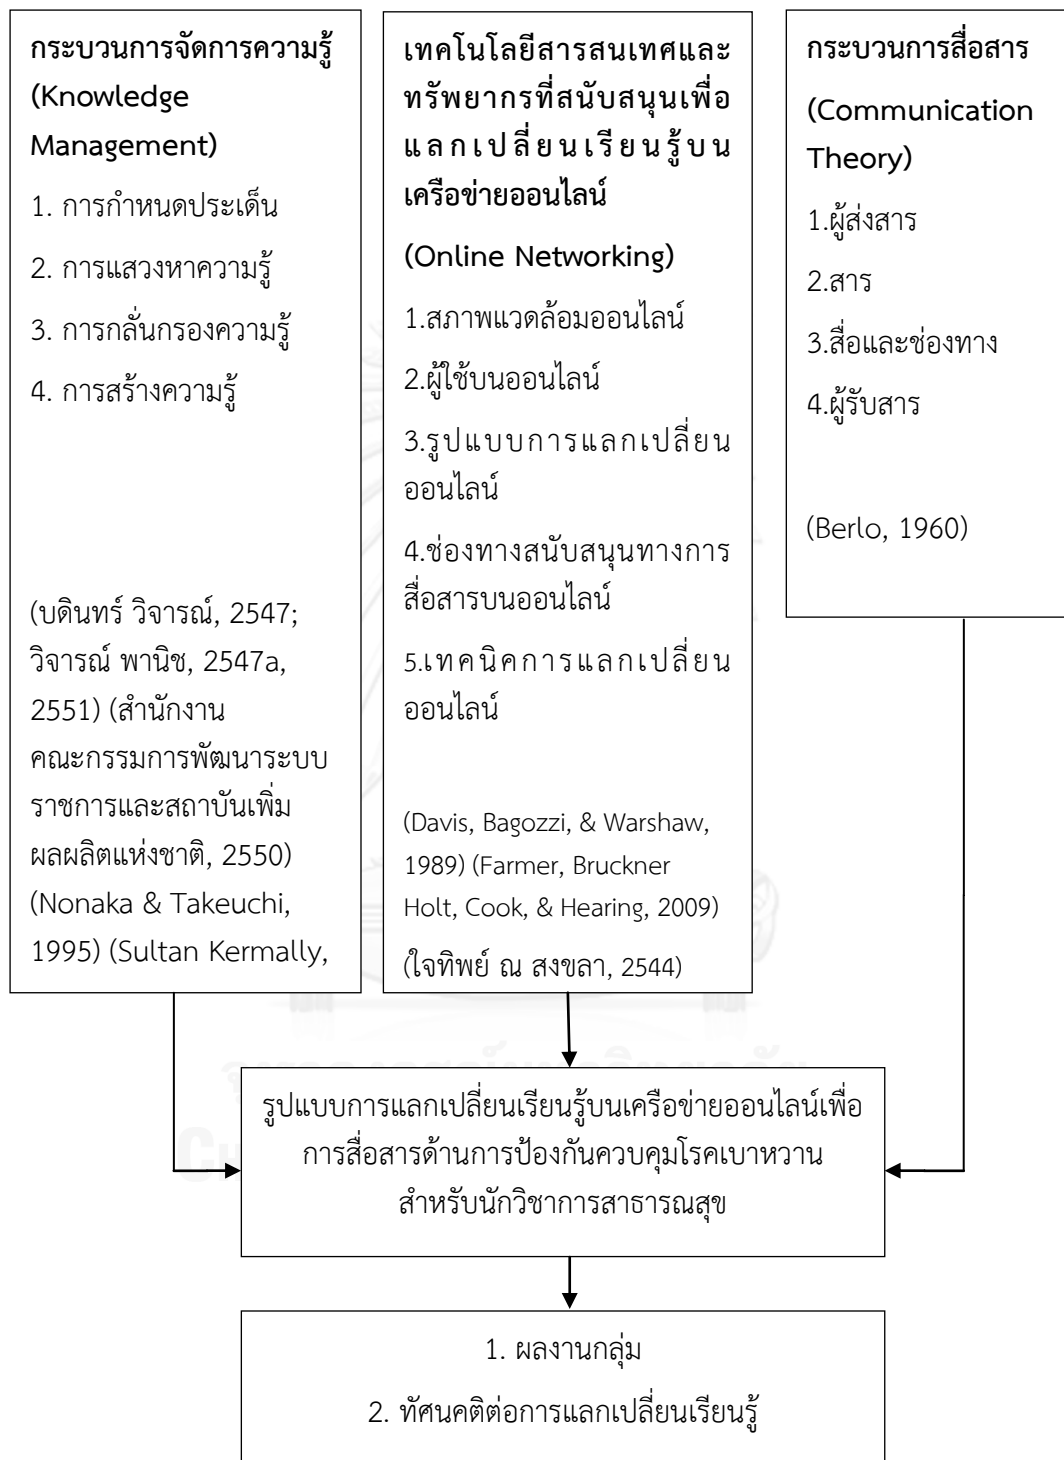 กระบวนการจัดการความรู้
(Knowledge
Management)
1. การกำหนดประเด็น
2. การแสวงหาความรู้
3. การกลั่นกรองความรู้
4. การสร้างความรู้
(บดินทร์ วิจารณ์, 2547;
วิจารณ์ พานิช, 2547a,
2551) (สำนักงาน
คณะกรรมการพัฒนาระบบ
ราชการและสถาบันเพิ่ม
ผลผลิตแห่งชาติ, 2550)
(Nonaka & Takeuchi,
1995) (Sultan Kermally,
เทคโนโลยีสารสนเทศและ
ทรัพยากรที่สนับสนุนเพื่อ
แลกเปลี่ยนเรียนรู้บน
เครือข่ายออนไลน์
(Online Networking)
1.สภาพแวดล้อมออนไลน์
2.ผู้ใช้บนออนไลน์
3.รูปแบบการแลกเปลี่ยน
ออนไลน์
4.ช่องทางสนับสนุนทางการ
สื่อสารบนออนไลน์
5.เทคนิคการแลกเปลี่ยน
ออนไลน์
(Davis, Bagozzi, & Warshaw,
1989) (Farmer, Bruckner
Holt, Cook, & Hearing, 2009)
(ใจทิพย์ ณ สงขลา, 2544)
กระบวนการสื่อสาร
(Communication
Theory)
1.ผู้ส่งสาร
2.สาร
3.สื่อและช่องทาง
4.ผู้รับสาร
(Berlo, 1960)
รูปแบบการแลกเปลี่ยนเรียนรู้บนเครือข่ายออนไลน์เพื่อ
การสื่อสารด้านการป้องกันควบคุมโรคเบาหวาน
สำหรับนักวิชาการสาธารณสุข
1. ผลงานกลุ่ม
2. ทัศนคติต่อการแลกเปลี่ยนเรียนรู้